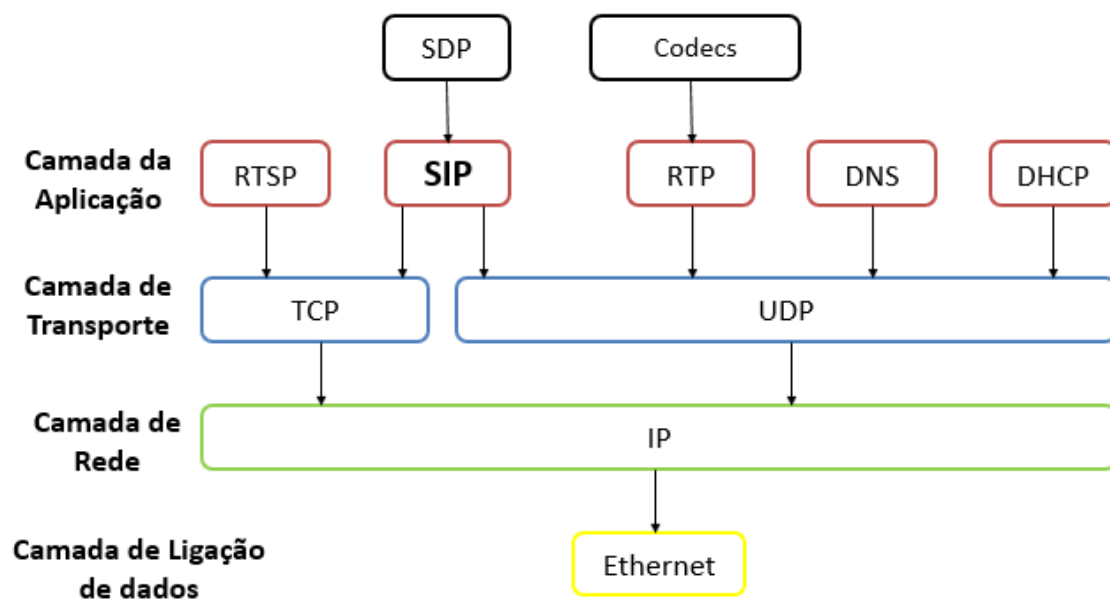 SDP
Codecs
Camada da
Aplicação
RTSP
SIP
RTP
DNS
DHCP
Camada de
Transporte
TCP
UDP
Camada de
Rede
IP
Camada de Ligação
de dados
Ethernet